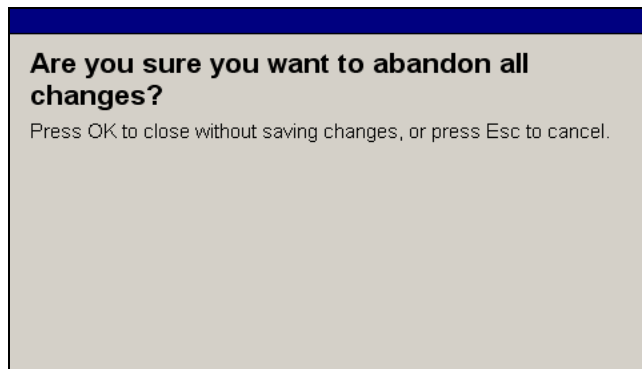 Are you sure you want to abandon all
changes?
Press OK to close without saving changes, or press Esc to cancel.